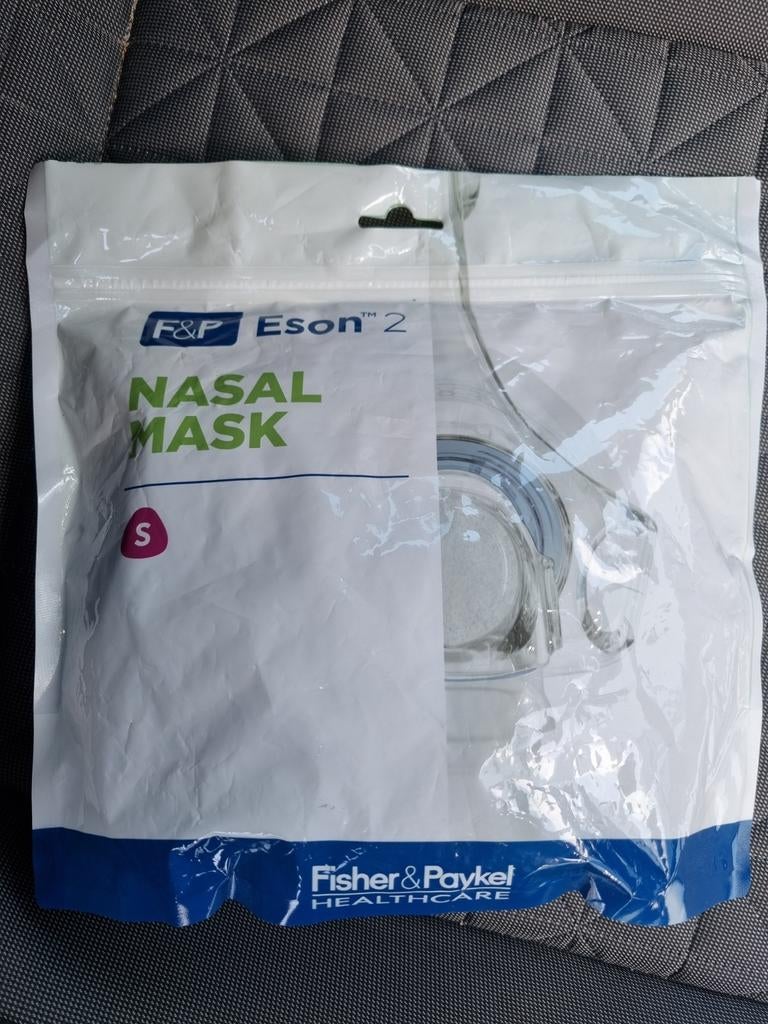 F&P Eson™ 2
NASAL
MASK
S
Fisher & Paykel
HEALTHCARE